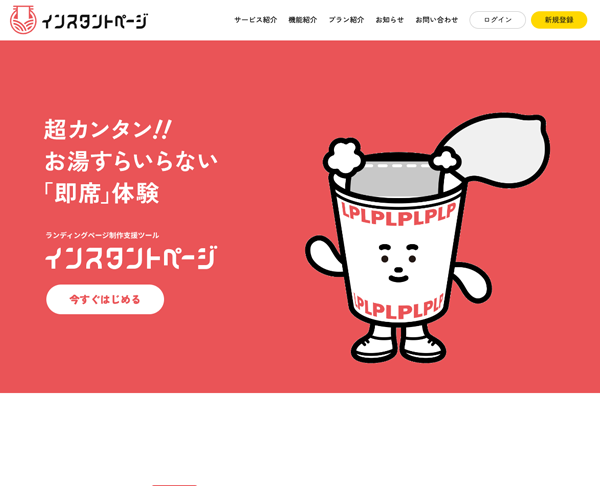 インスタントページ
サービス紹介 機能紹介 プラン紹介 お知らせ お問い合わせ ログイン 新規登録
超カンタン!!
お湯すらいらない
「即席」体験
ランディングページ制作支援ツール
インスタントページ
今すぐはじめる
LPLPLPLPLP
LPLPLPLPLP